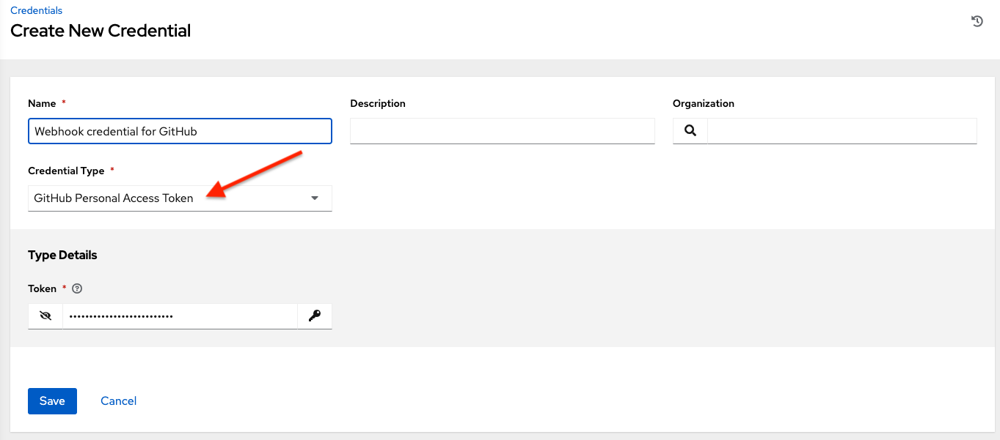 Credentials
Create New Credential
Name *
Description
Organization
Webhook credential for GitHub
Credential Type *
GitHub Personal Access Token
Type Details
Token *
••••••••••••••••••••••••••
Save
Cancel